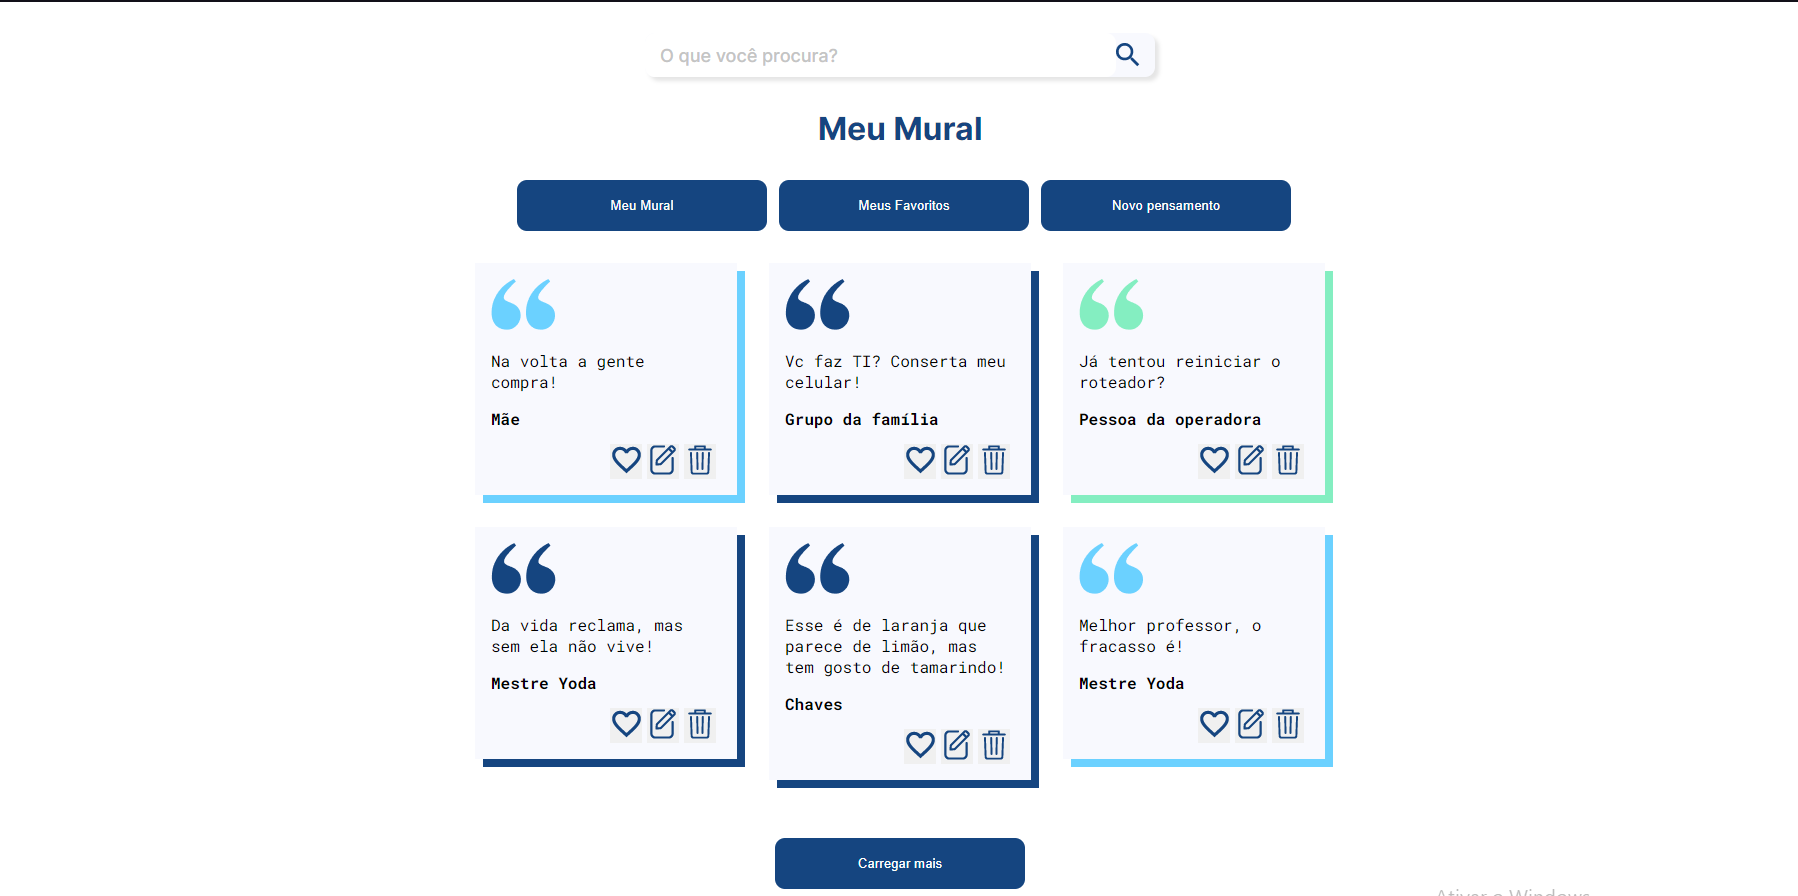 O que você procura?
Meu Mural
Meu Mural
Meus Favoritos
Novo pensamento
Na volta a gente
compra!
Mãe
Vc faz TI? Conserta meu
celular!
Grupo da família
Já tentou reiniciar o
roteador?
Pessoa da operadora
Da vida reclama, mas
sem ela não vive!
Mestre Yoda
Esse é de laranja que
parece de limão, mas
tem gosto de tamarindo!
Chaves
Melhor professor, o
fracasso é!
Mestre Yoda
Carregar mais
Ativar o Windows